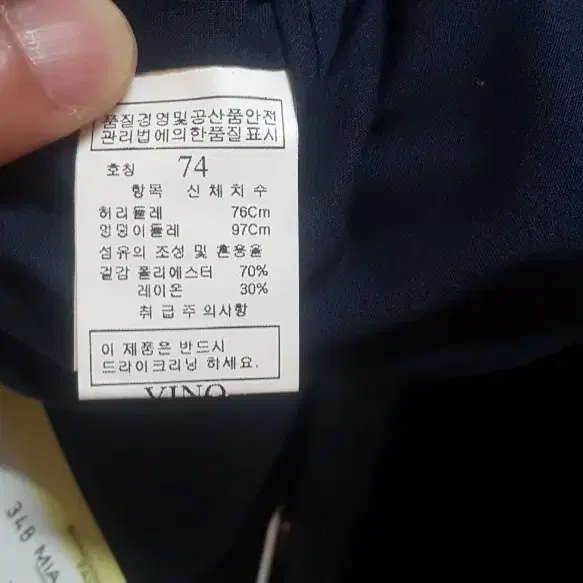 품질경영및공산품안전
관리법에의한품질표시
호칭 74
항목 신체치수
허리둘레 76Cm
엉덩이둘레 97Cm
섬유의 조성 및 혼용율
겉감 폴리에스터 70%
레이온 30%
취급주의사항
이 제품은 반드시
드라이크리닝 하세요.
VINO
348 MIA